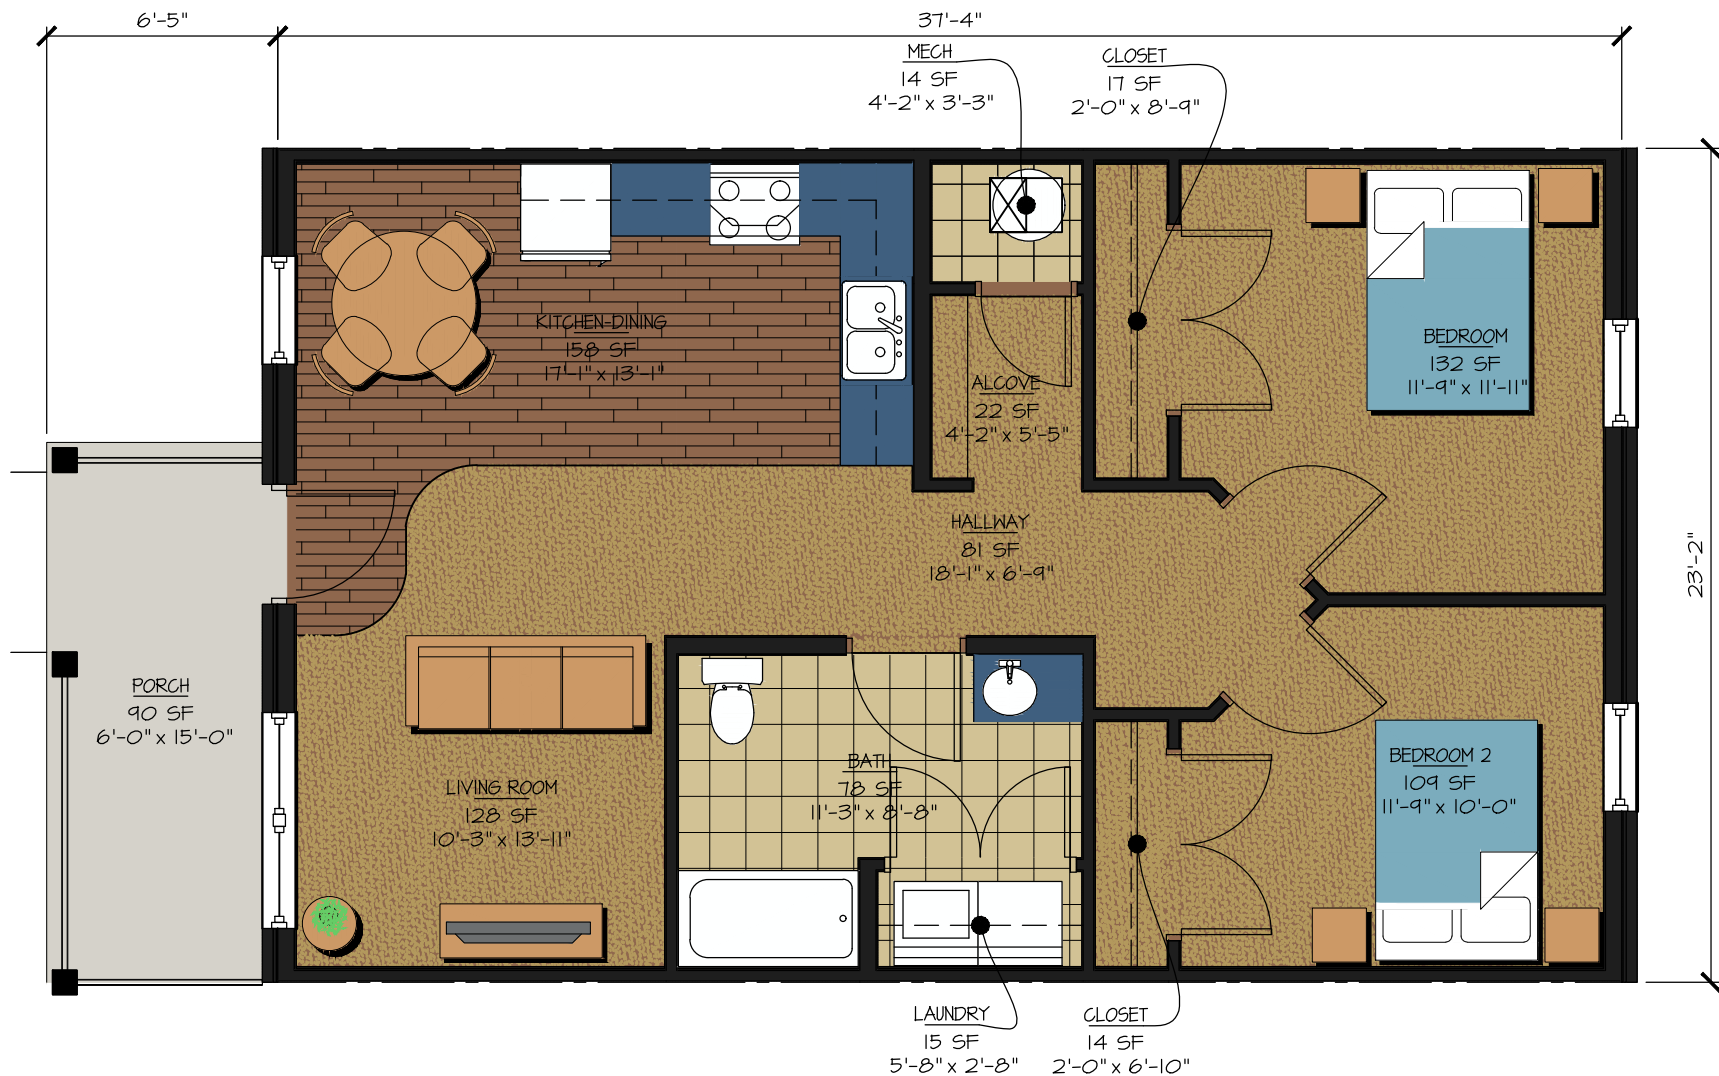 6'-5"
37'-4"
MECH
14 SF
4'-2" x 3'-3"
CLOSET
17 SF
2'-0" x 8'-9"
KITCHEN-DINING
158 SF
17'-1" x 13'-1"
BEDROOM
132 SF
11'-9" x 11'-11"
ALCOVE
22 SF
4'-2" x 5'-5"
HALLWAY
81 SF
18'-1" x 6'-9"
23'-2"
PORCH
90 SF
6'-0" x 15'-0"
LIVING ROOM
128 SF
10'-3" x 13'-11"
BATH
78 SF
11'-3" x 8'-8"
BEDROOM 2
109 SF
11'-9" x 10'-0"
LAUNDRY
15 SF
5'-8" x 2'-8"
CLOSET
14 SF
2'-0" x 6'-10"